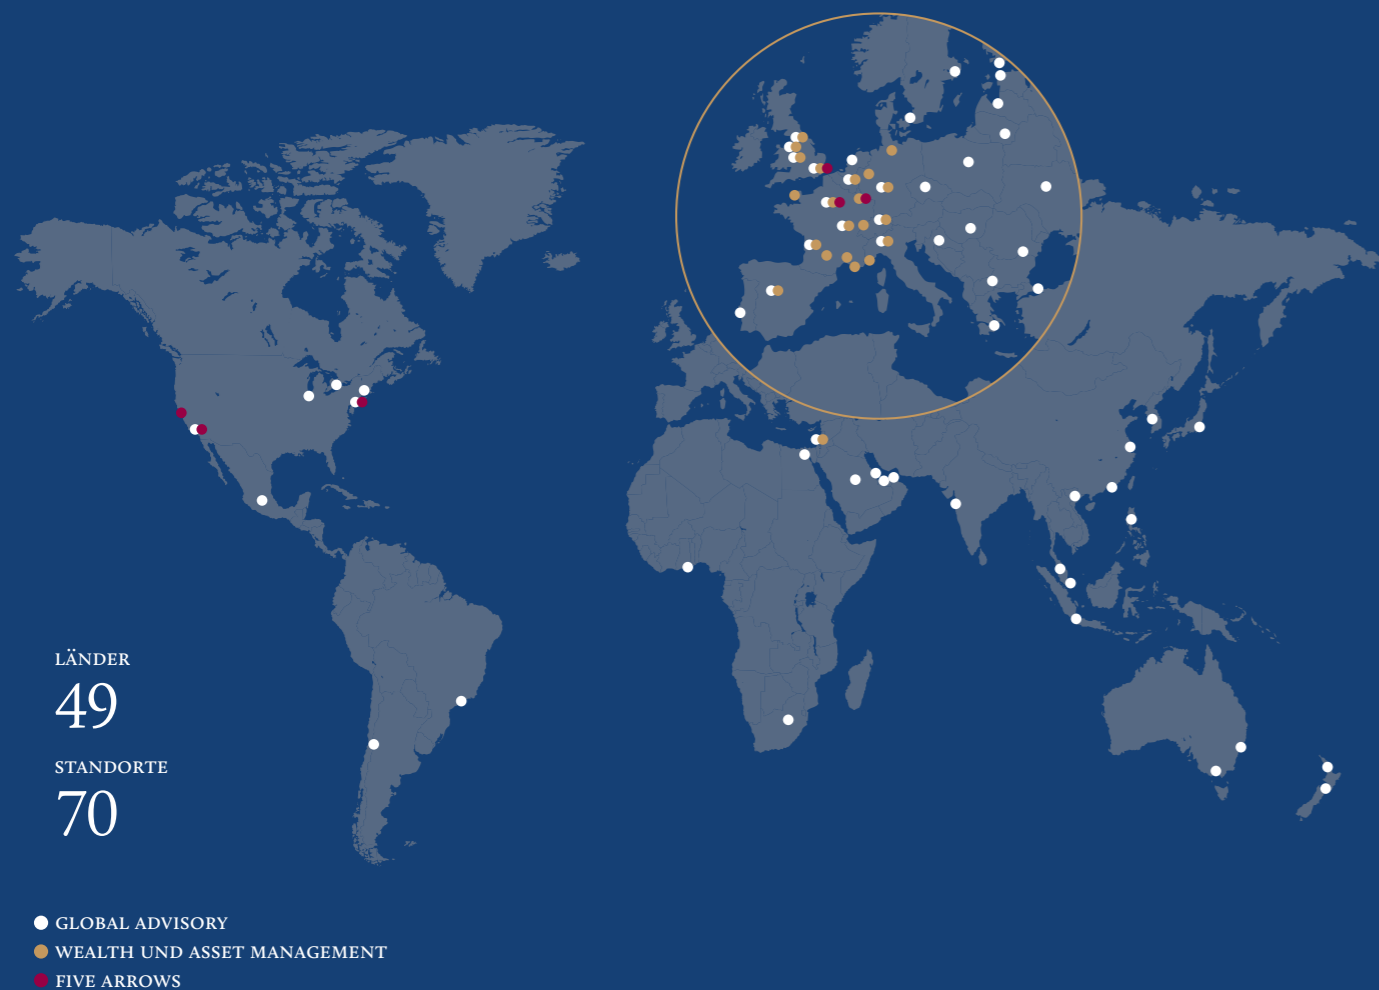 LÄNDER
49
STANDORTE
70
GLOBAL ADVISORY
WEALTH UND ASSET MANAGEMENT
FIVE ARROWS